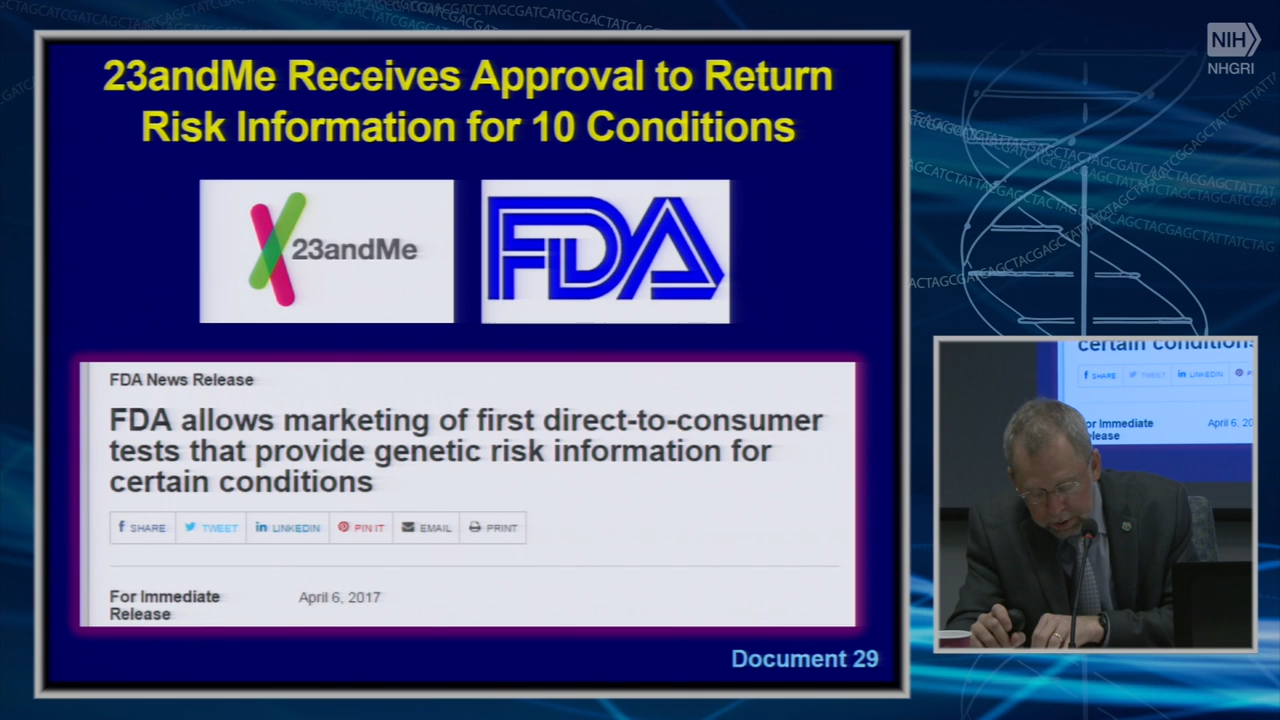 23andMe Receives Approval to Return
Risk Information for 10 Conditions
23andMe
FDA
FDA News Release
FDA allows marketing of first direct-to-consumer
tests that provide genetic risk information for
certain conditions
SHARE TWEET LINKEDIN PIN IT EMAIL PRINT
For Immediate
Release
April 6, 2017
Document 29
NIH
NHGRI
certain conditions
SHARE TWEET LINKEDIN
For Immediate
Release
April 6, 20